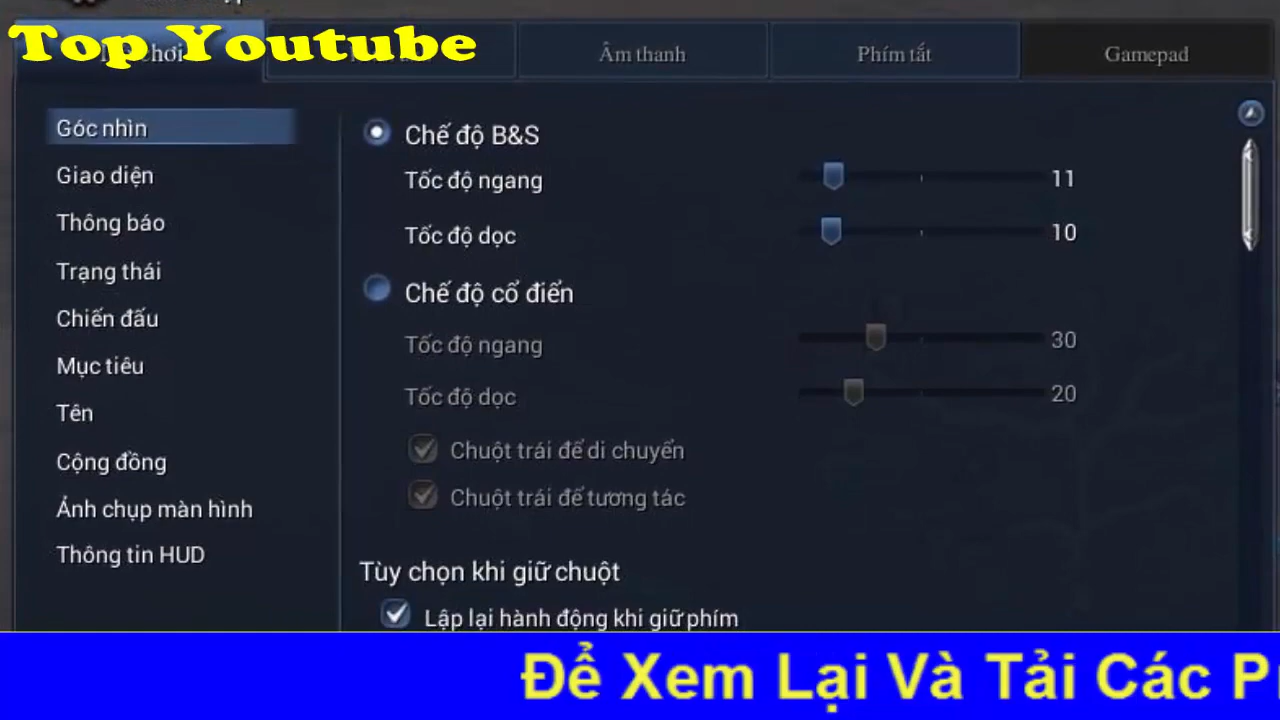 Top Youtube
Âm thanh
Phím tắt
Gamepad
Góc nhìn
Giao diện
Thông báo
Trạng thái
Chiến đấu
Mục tiêu
Tên
Cộng đồng
Ảnh chụp màn hình
Thông tin HUD
Chế độ B&S
Tốc độ ngang 11
Tốc độ dọc 10
Chế độ cổ điển
Tốc độ ngang 30
Tốc độ dọc 20
Chuột trái để di chuyển
Chuột trái để tương tác
Tùy chọn khi giữ chuột
Lập lại hành động khi giữ phím
Để Xem Lại Và Tải Các